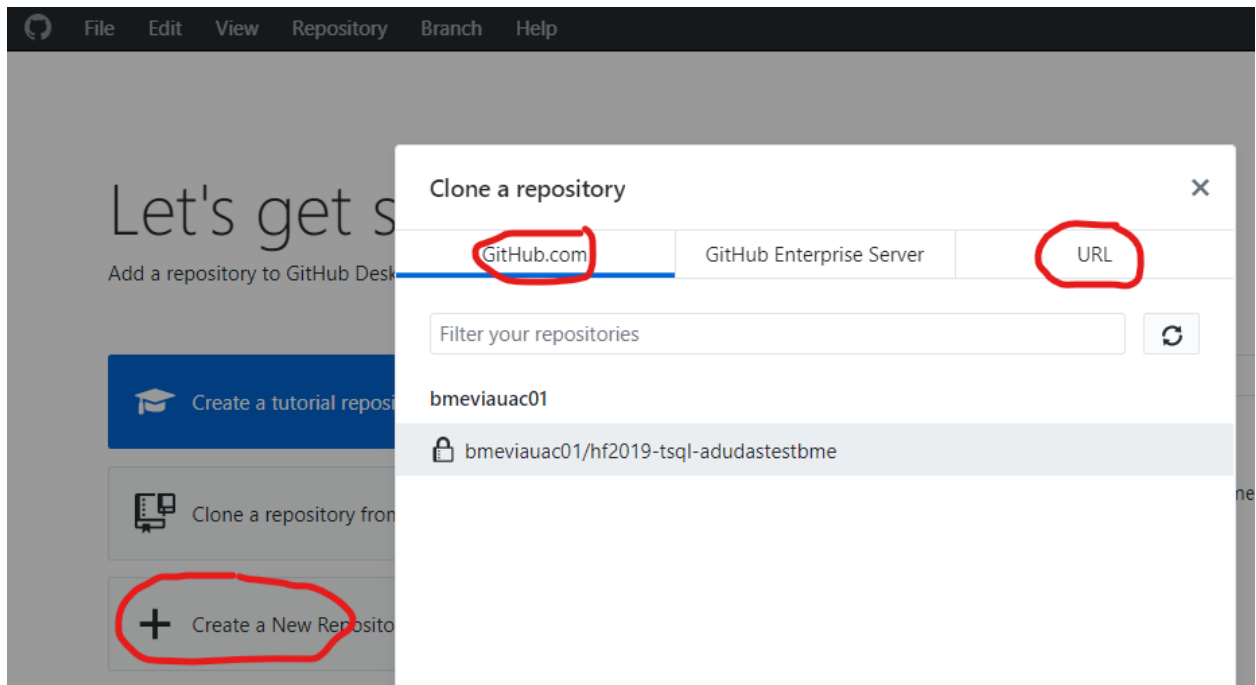 File Edit View Repository Branch Help
Let's get s
Add a repository to GitHub Desk
Create a tutorial reposi
Clone a repository from
Create a New Reposito
Clone a repository
GitHub.com GitHub Enterprise Server URL
Filter your repositories
bmeviauac01
bmeviauac01/hf2019-tsql-adudastestbme